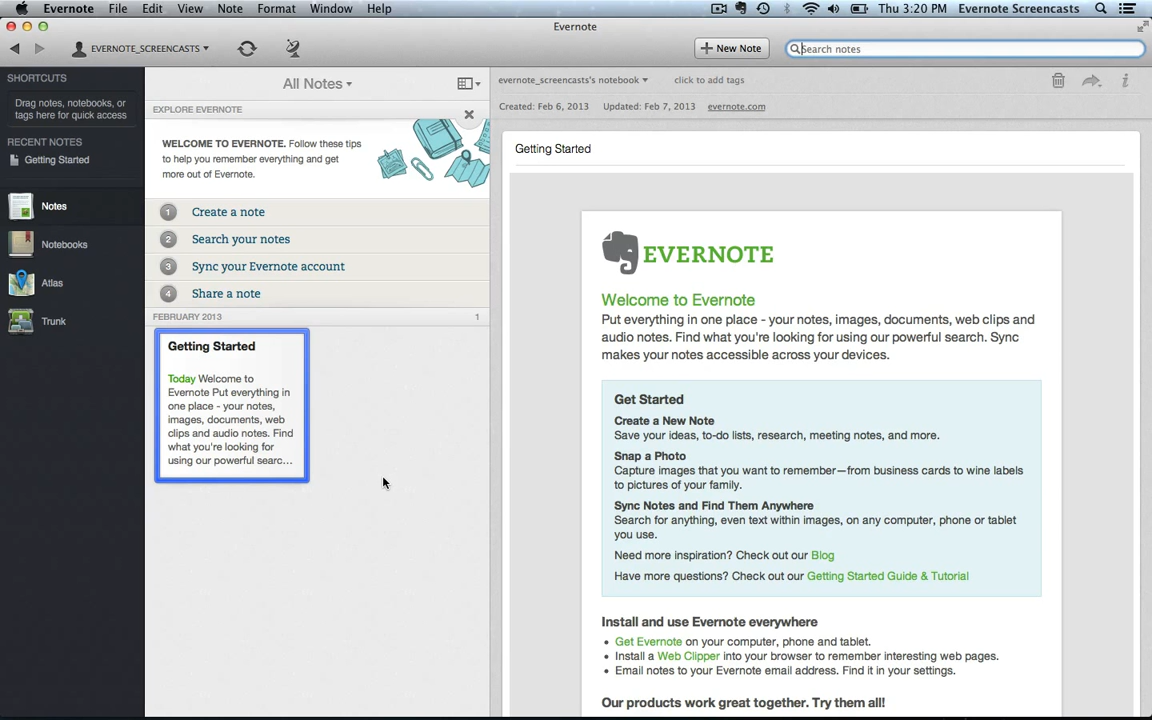 Evernote File Edit View Note Format Window Help Thu 3:20 PM Evernote Screencasts
Evernote
EVERNOTE_SCREENCASTS
+ New Note
Search notes
SHORTCUTS
Drag notes, notebooks, or
tags here for quick access
RECENT NOTES
Getting Started
Notes
Notebooks
Atlas
Trunk
All Notes
EXPLORE EVERNOTE
WELCOME TO EVERNOTE. Follow these tips
to help you remember everything and get
more out of Evernote.
1 Create a note
2 Search your notes
3 Sync your Evernote account
4 Share a note
FEBRUARY 2013 1
Getting Started
Today Welcome to
Evernote Put everything in
one place - your notes,
images, documents, web
clips and audio notes. Find
what you're looking for
using our powerful searc...
evernote_screencasts's notebook click to add tags
Created: Feb 6, 2013 Updated: Feb 7, 2013 evernote.com
Getting Started
EVERNOTE
Welcome to Evernote
Put everything in one place - your notes, images, documents, web clips and
audio notes. Find what you're looking for using our powerful search. Sync
makes your notes accessible across your devices.
Get Started
Create a New Note
Save your ideas, to-do lists, research, meeting notes, and more.
Snap a Photo
Capture images that you want to remember—from business cards to wine labels
to pictures of your family.
Sync Notes and Find Them Anywhere
Search for anything, even text within images, on any computer, phone or tablet
you use.
Need more inspiration? Check out our Blog
Have more questions? Check out our Getting Started Guide & Tutorial
Install and use Evernote everywhere
• Get Evernote on your computer, phone and tablet.
• Install a Web Clipper into your browser to remember interesting web pages.
• Email notes to your Evernote email address. Find it in your settings.
Our products work great together. Try them all!